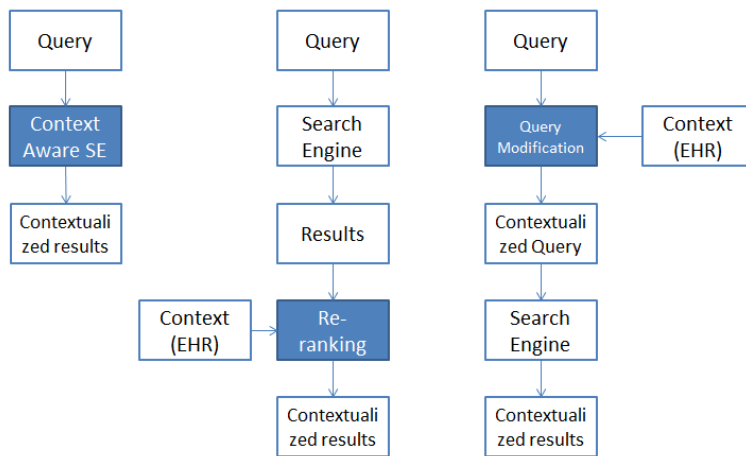 Query
Context
Aware SE
Contextuali
zed results
Query
Search
Engine
Results
Context
(EHR)
Re-
ranking
Contextuali
zed results
Query
Query
Modification
Context
(EHR)
Contextuali
zed Query
Search
Engine
Contextuali
zed results